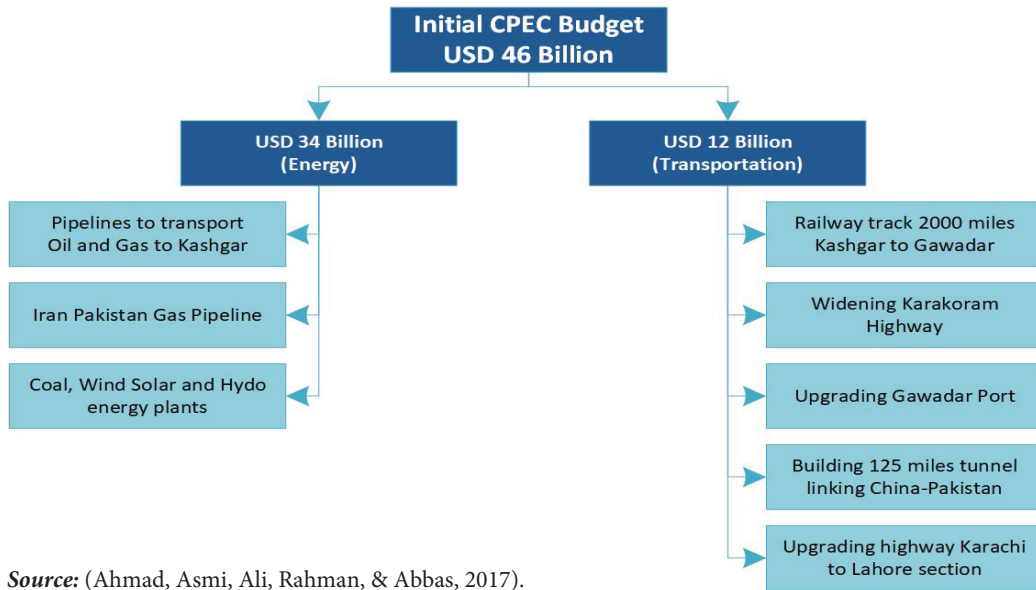 Initial CPEC Budget
USD 46 Billion
USD 34 Billion
(Energy)
USD 12 Billion
(Transportation)
Pipelines to transport
Oil and Gas to Kashgar
Iran Pakistan Gas Pipeline
Coal, Wind Solar and Hydo
energy plants
Railway track 2000 miles
Kashgar to Gawadar
Widening Karakoram
Highway
Upgrading Gawadar Port
Building 125 miles tunnel
linking China-Pakistan
Upgrading highway Karachi
to Lahore section
Source: (Ahmad, Asmi, Ali, Rahman, & Abbas, 2017).